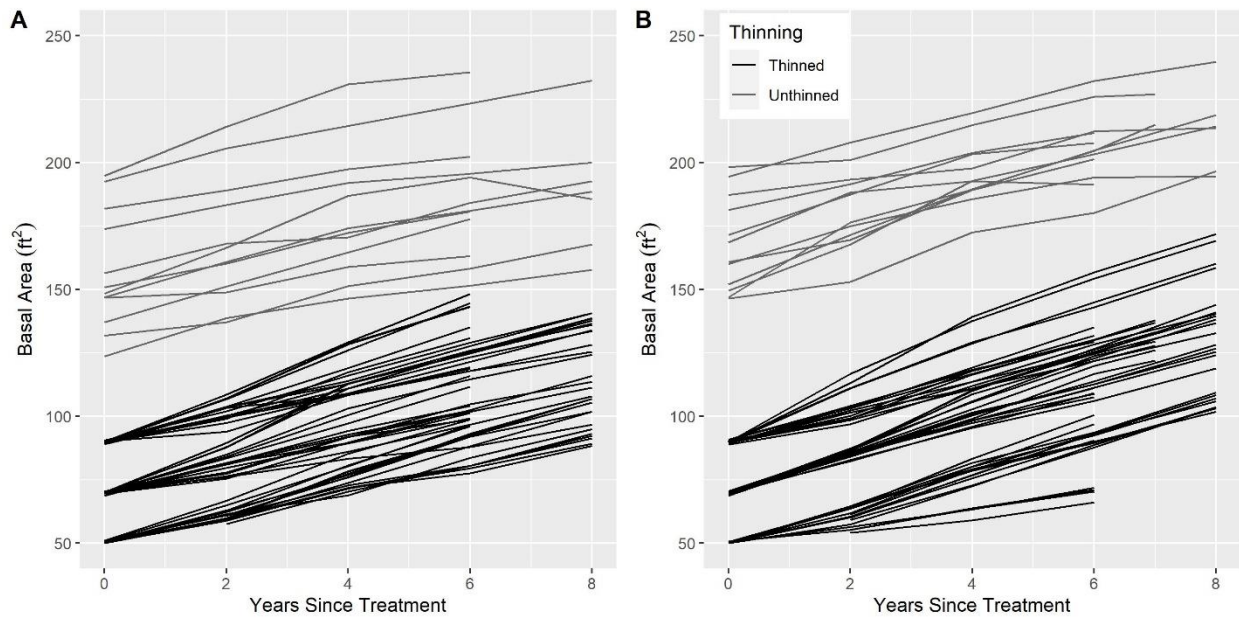 A
Basal Area (ft²)
250
200
150
100
50
0
2
4
6
8
Years Since Treatment
B
Thinning
Thinned
Unthinned
Basal Area (ft²)
250
200
150
100
50
0
2
4
6
8
Years Since Treatment